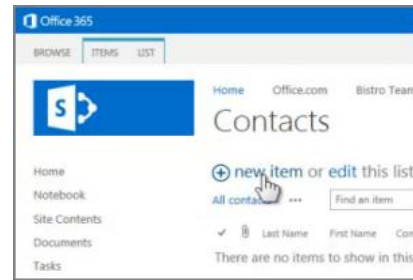 Office 365
BROWSE ITEMS LIST
S
Home Office.com Bistro Team
Contacts
Home
Notebook
Site Contents
Documents
Tasks
new item or edit this list
All contacts ...
Find an item
Last Name First Name Com
There are no items to show in this